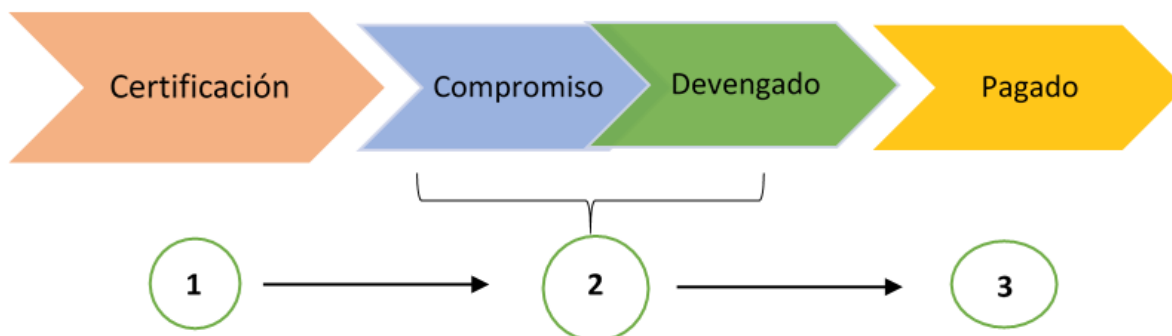 Certificación
Compromiso
Devengado
Pagado
1
2
3